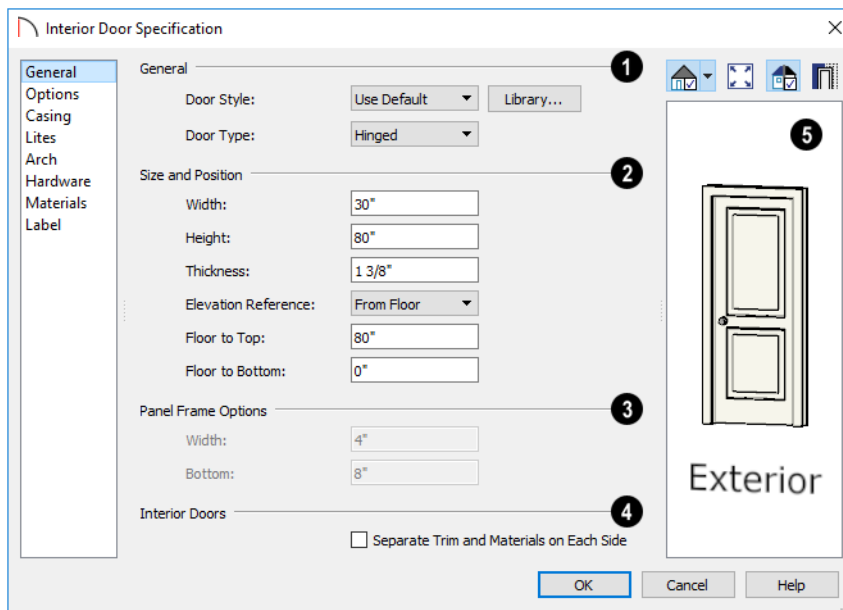 Interior Door Specification
General
Options
Casing
Lites
Arch
Hardware
Materials
Label
General
1
Door Style:
Use Default
Library...
Door Type:
Hinged
Size and Position
2
Width:
30"
Height:
80"
Thickness:
1 3/8"
Elevation Reference:
From Floor
Floor to Top:
80"
Floor to Bottom:
0"
Panel Frame Options
3
Width:
4"
Bottom:
8"
Interior Doors
4
Separate Trim and Materials on Each Side
5
Exterior
OK
Cancel
Help